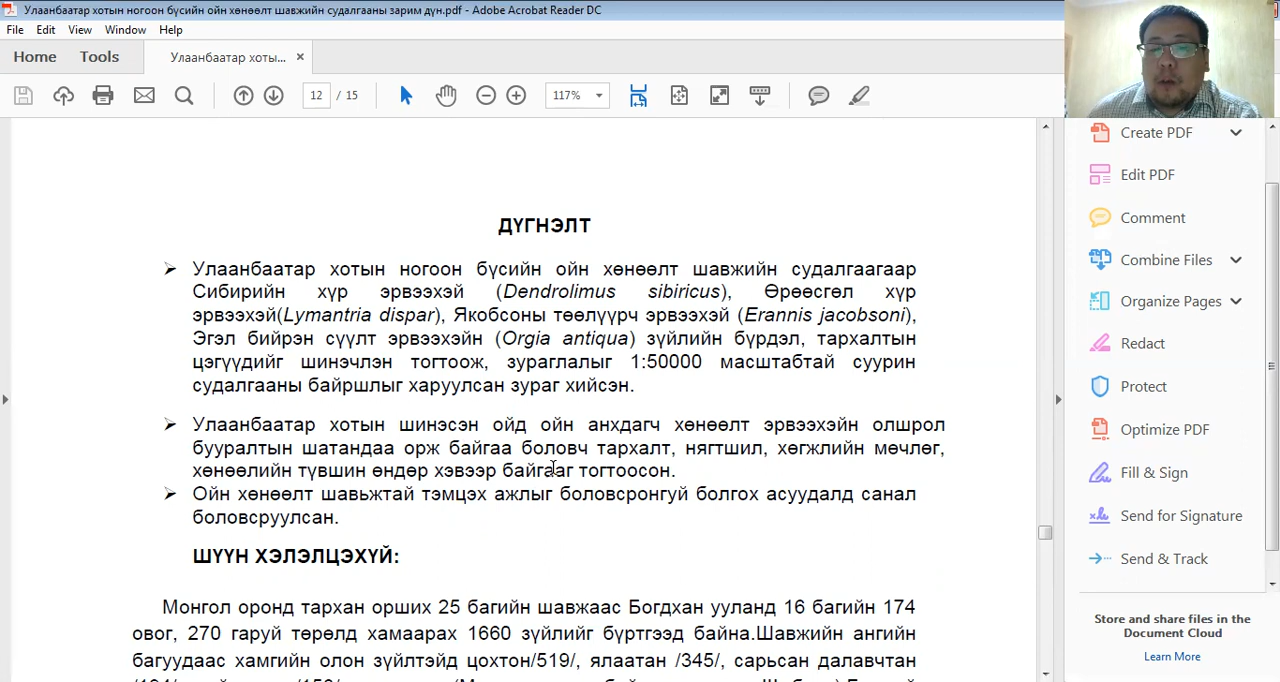 Улаанбаатар хотын ногоон бүсийн ойн хөнөөлт шавжийн судалгааны зарим дүн.pdf - Adobe Acrobat Reader DC
File Edit View Window Help
Home Tools Улаанбаатар хоты... ×
12 / 15 117%
Create PDF
Edit PDF
Comment
Combine Files
Organize Pages
Redact
Protect
Optimize PDF
Fill & Sign
Send for Signature
Send & Track
Store and share files in the
Document Cloud
Learn More
ДҮГНЭЛТ
Улаанбаатар хотын ногоон бүсийн ойн хөнөөлт шавжийн судалгаагаар
Сибирийн хүр эрвээхэй (Dendrolimus sibiricus), Өрөөсгөл хүр
эрвээхэй(Lymantria dispar), Якобсоны төөлүүрч эрвээхэй (Erannis jacobsoni),
Эгэл бийрэн сүүлт эрвээхэйн (Orgia antiqua) зүйлийн бүрдэл, тархалтын
цэгүүдийг шинэчлэн тогтоож, зураглалыг 1:50000 масштабтай суурин
судалгааны байршлыг харуулсан зураг хийсэн.
Улаанбаатар хотын шинэсэн ойд ойн анхдагч хөнөөлт эрвээхэйн олшрол
бууралтын шатандаа орж байгаа боловч тархалт, нягтшил, хөгжлийн мөчлөг,
хөнөөлийн түвшин өндөр хэвээр байгааг тогтоосон.
Ойн хөнөөлт шавьжтай тэмцэх ажлыг боловсронгуй болгох асуудалд санал
боловсруулсан.
ШҮҮН ХЭЛЭЛЦЭХҮЙ:
Монгол оронд тархан орших 25 багийн шавжаас Богдхан ууланд 16 багийн 174
овог, 270 гаруй төрөлд хамаарах 1660 зүйлийг бүртгээд байна.Шавжийн ангийн
багуудаас хамгийн олон зүйлтэйд цохтон/519/, ялаатан /345/, сарьсан далавчтан